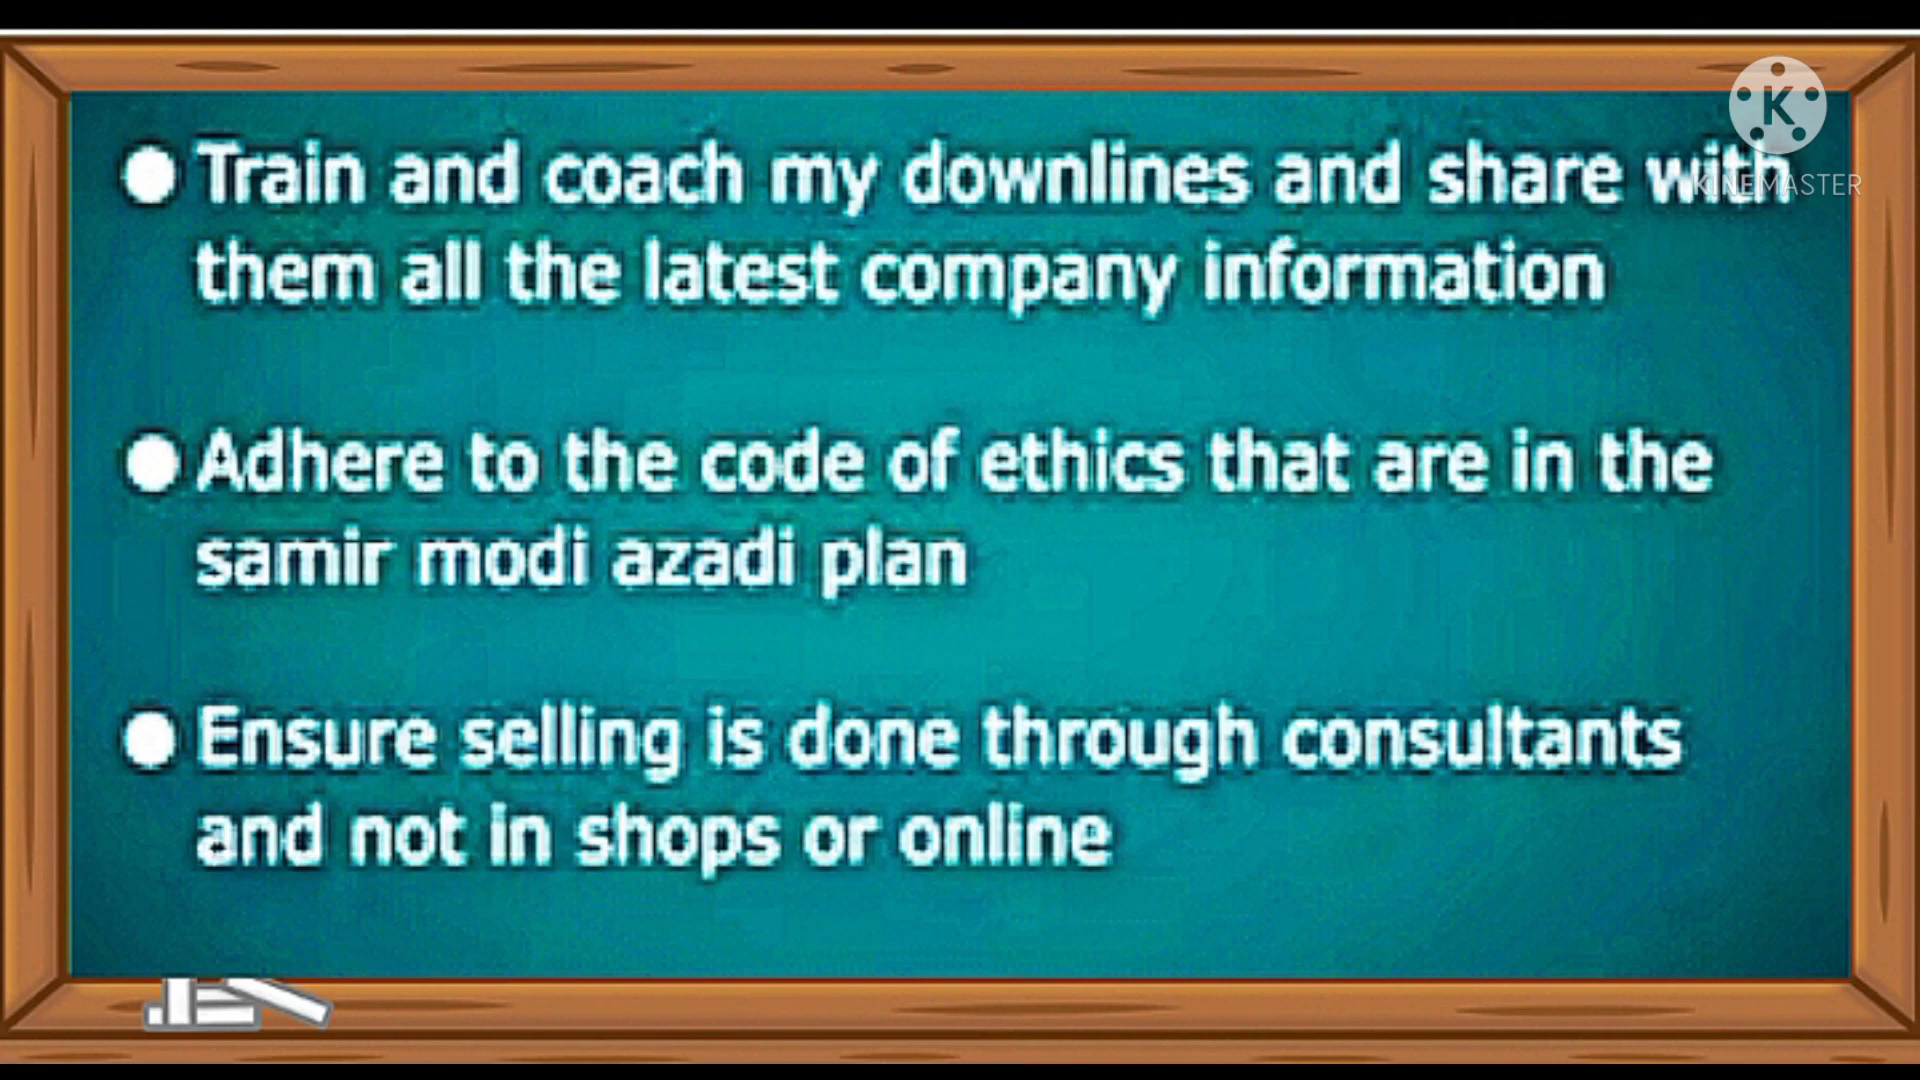 ● Train and coach my downlines and share with
them all the latest company information
● Adhere to the code of ethics that are in the
samir modi azadi plan
● Ensure selling is done through consultants
and not in shops or online
K
KINEMASTER